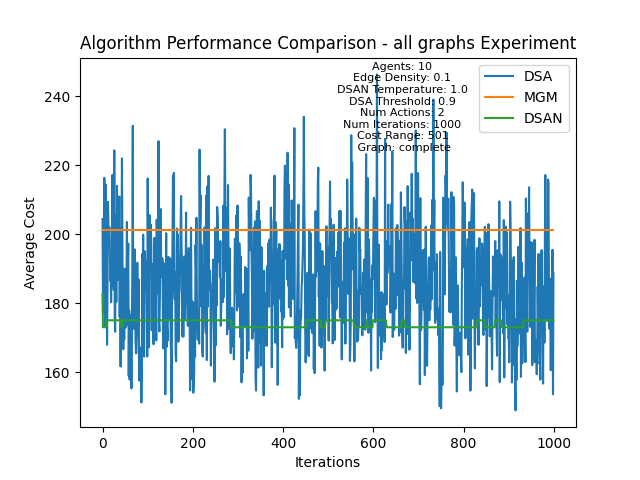 Algorithm Performance Comparison - all graphs Experiment
Agents: 10
Edge Density: 0.1
DSAN Temperature: 1.0
DSA Threshold: 0.9
Num Actions: 2
Num Iterations: 1000
Cost Range: 501
Graph: complete
DSA
MGM
DSAN
Average Cost
240
220
200
180
160
0
200
400
600
800
1000
Iterations